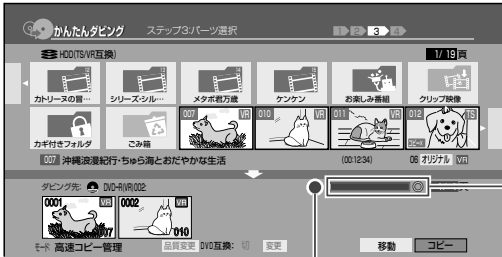 かんたんダビング ステップ3:パーツ選択 1 2 3 4
HDD(TS/VR互換) 1/19頁
カトリーヌの冒… シリーズ・シル… メタボ君万歳 ケンケン お楽しみ番組 クリップ映像
カギ付きフォルダ ごみ箱 007 VR 010 VR 011 VR 012 TS コピー×
007 沖縄浪漫紀行・ちゅら海とおだやかな生活 (00:12:34) 06 オリジナル VR
ダビング先: DVD-R(VR)002:
0001 VR 007 0002 VR 010
モード 高速コピー管理 品質変更 DVD互換: 切 変更 移動 コピー